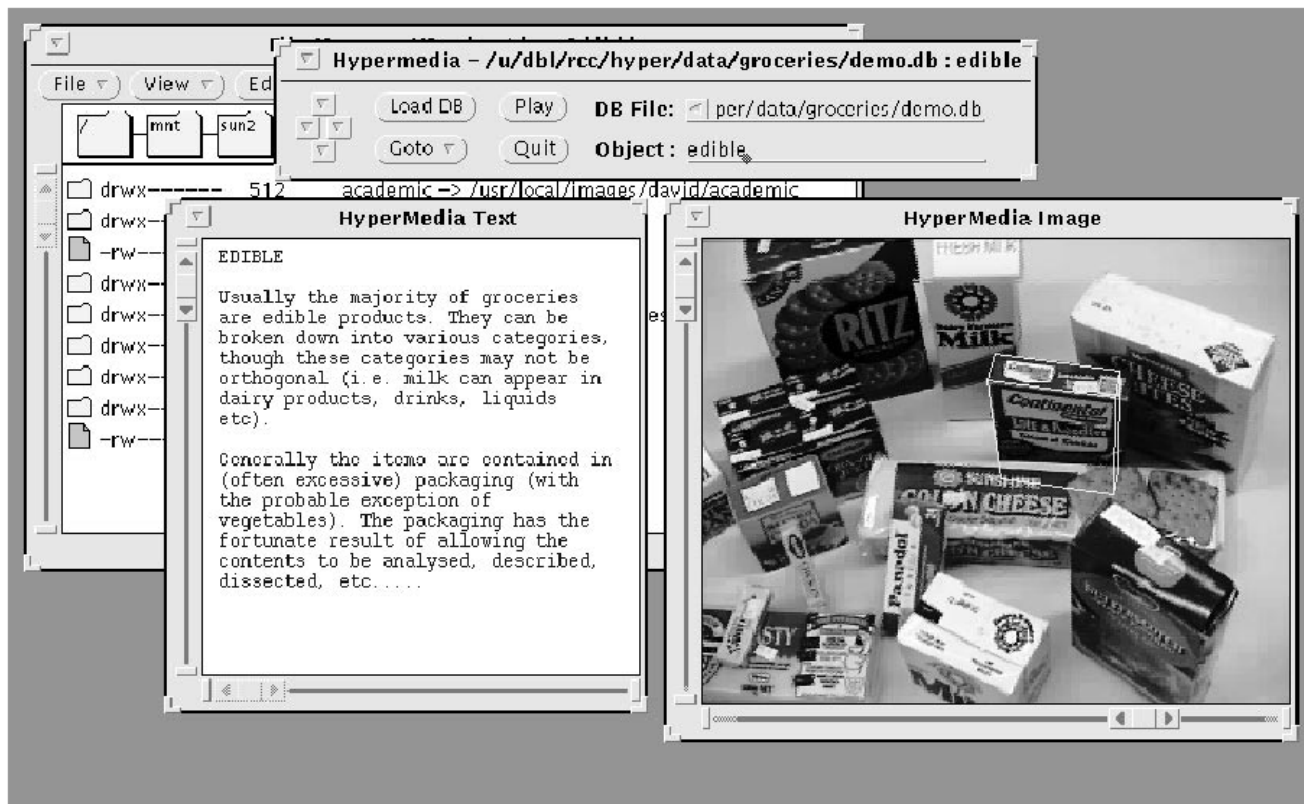 File View Ed
/ mnt sun2
drwx------ 512 academic -> /usr/local/images/david/academic
drwx--
-rw---
drwx--
drwx--
drwx--
drwx--
drwx--
-rw---
Hypermedia - /u/dbl/rcc/hyper/data/groceries/demo.db : edible
Load DB Play DB File: per/data/groceries/demo.db
Goto Quit Object: edible
HyperMedia Text
EDIBLE
Usually the majority of groceries
are edible products. They can be
broken down into various categories,
though these categories may not be
orthogonal (i.e. milk can appear in
dairy products, drinks, liquids
etc).
Generally the items are contained in
(often excessive) packaging (with
the probable exception of
vegetables). The packaging has the
fortunate result of allowing the
contents to be analysed, described,
dissected, etc.....
HyperMedia Image
FRESH MILK
RITZ
Milk
Continental
CHEESE
SUNSHINE
GOLDEN CHEESE
Panadol